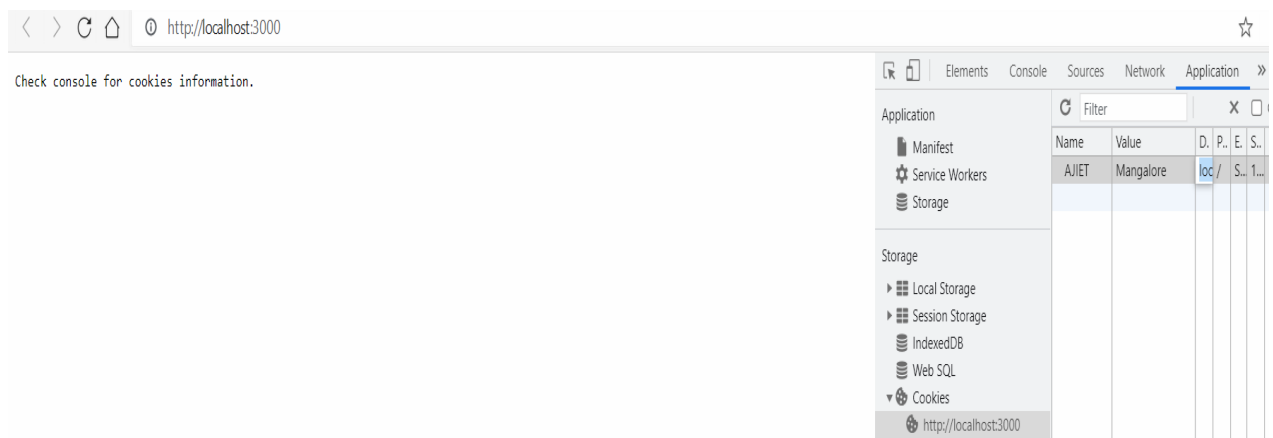 http://localhost:3000
Check console for cookies information.
Elements Console Sources Network Application »
Application
Manifest
Service Workers
Storage
Storage
Local Storage
Session Storage
IndexedDB
Web SQL
Cookies
http://localhost:3000
Filter
Name Value D. P.. E. S..
AJIET Mangalore loc / S... 1...